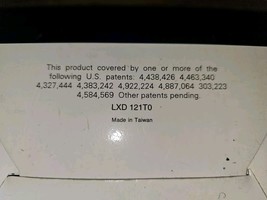 This product covered by one or more of the
following U.S. patents: 4,438,426 4,463,340
4,327,444 4,383,242 4,922,224 4,887,064 303,223
4,584,569 Other patents pending.
LXD 121T0
Made in Taiwan